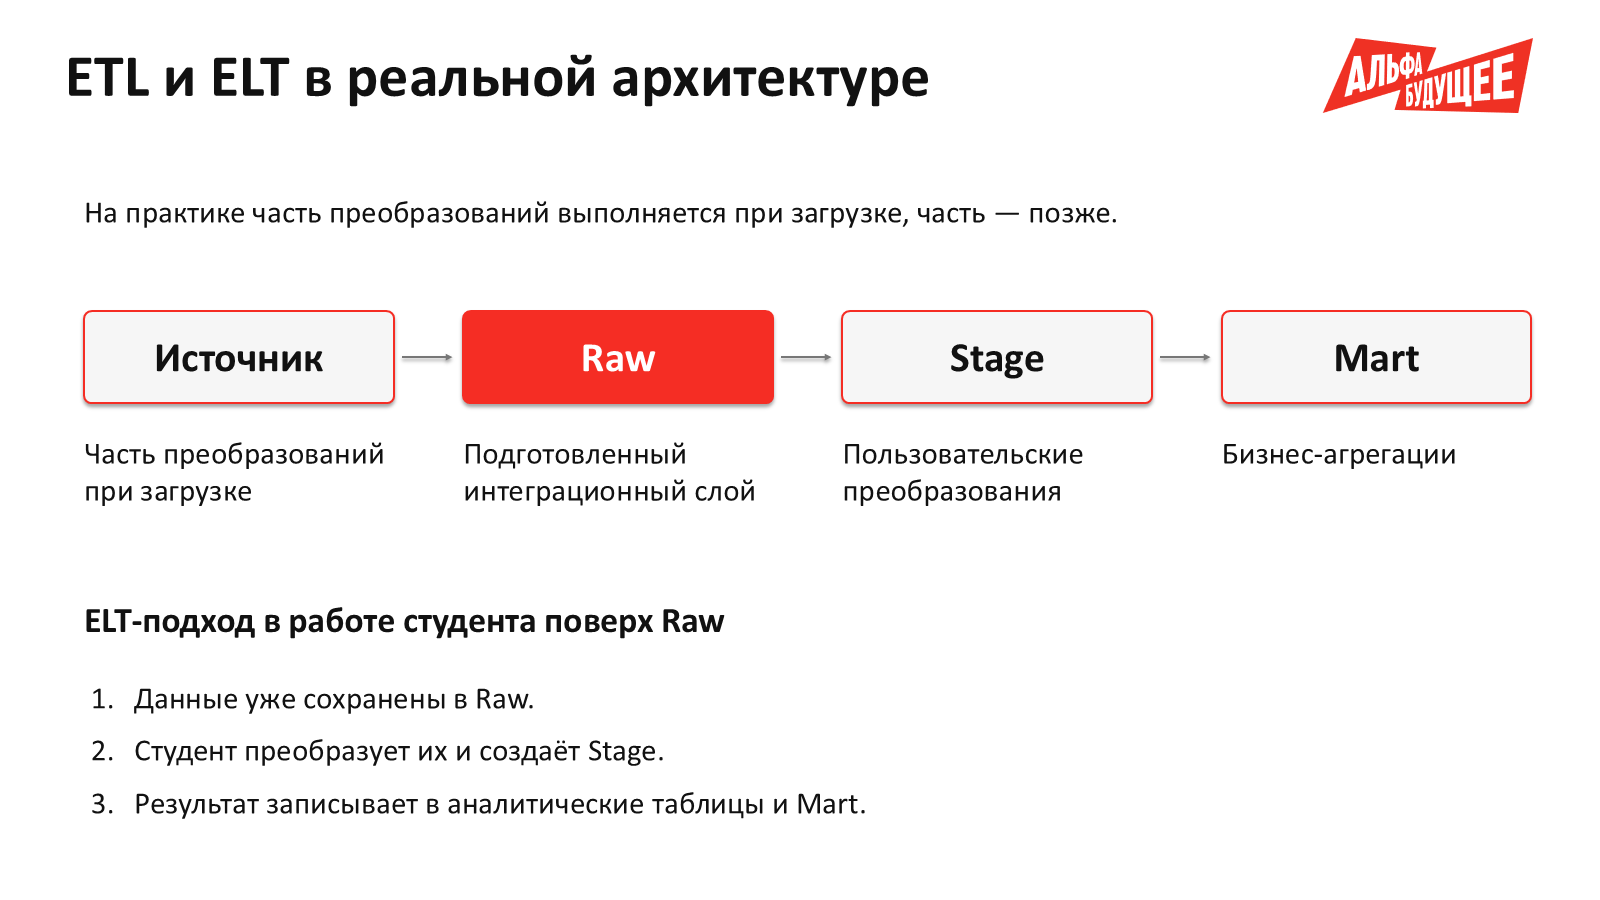 ETL и ELT в реальной архитектуре
АЛЬФА
БУДУЩЕЕ
На практике часть преобразований выполняется при загрузке, часть — позже.
Источник
Raw
Stage
Mart
Часть преобразований
при загрузке
Подготовленный
интеграционный слой
Пользовательские
преобразования
Бизнес-агрегации
ELT-подход в работе студента поверх Raw
1. Данные уже сохранены в Raw.
2. Студент преобразует их и создаёт Stage.
3. Результат записывает в аналитические таблицы и Mart.